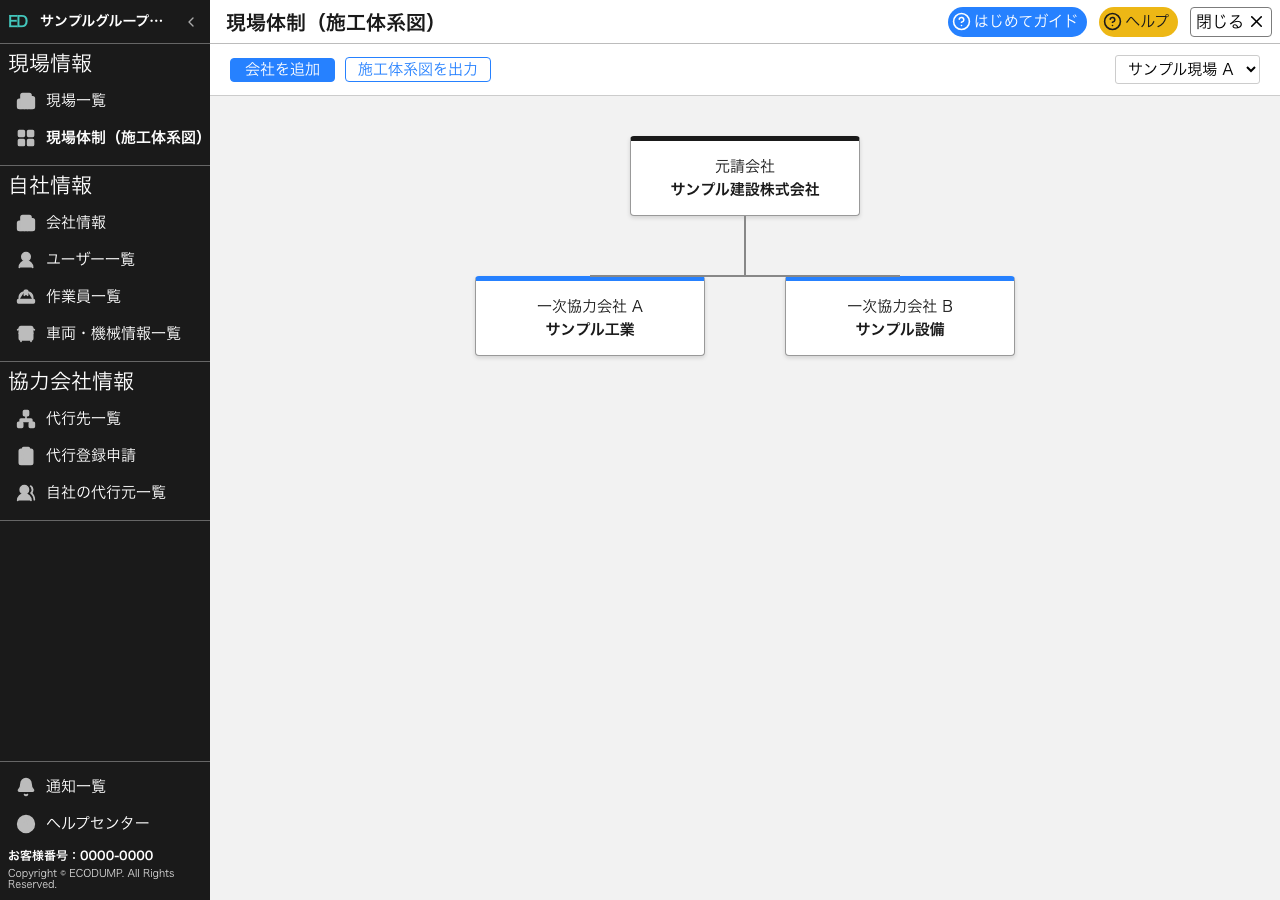 ED サンプルグループ…
現場情報
現場一覧
現場体制（施工体系図）
自社情報
会社情報
ユーザー一覧
作業員一覧
車両・機械情報一覧
協力会社情報
代行先一覧
代行登録申請
自社の代行元一覧
通知一覧
ヘルプセンター
お客様番号：0000-0000
Copyright © ECODUMP. All Rights
Reserved.
現場体制（施工体系図）
はじめてガイド
ヘルプ
閉じる
会社を追加
施工体系図を出力
サンプル現場 A
元請会社
サンプル建設株式会社
一次協力会社 A
サンプル工業
一次協力会社 B
サンプル設備